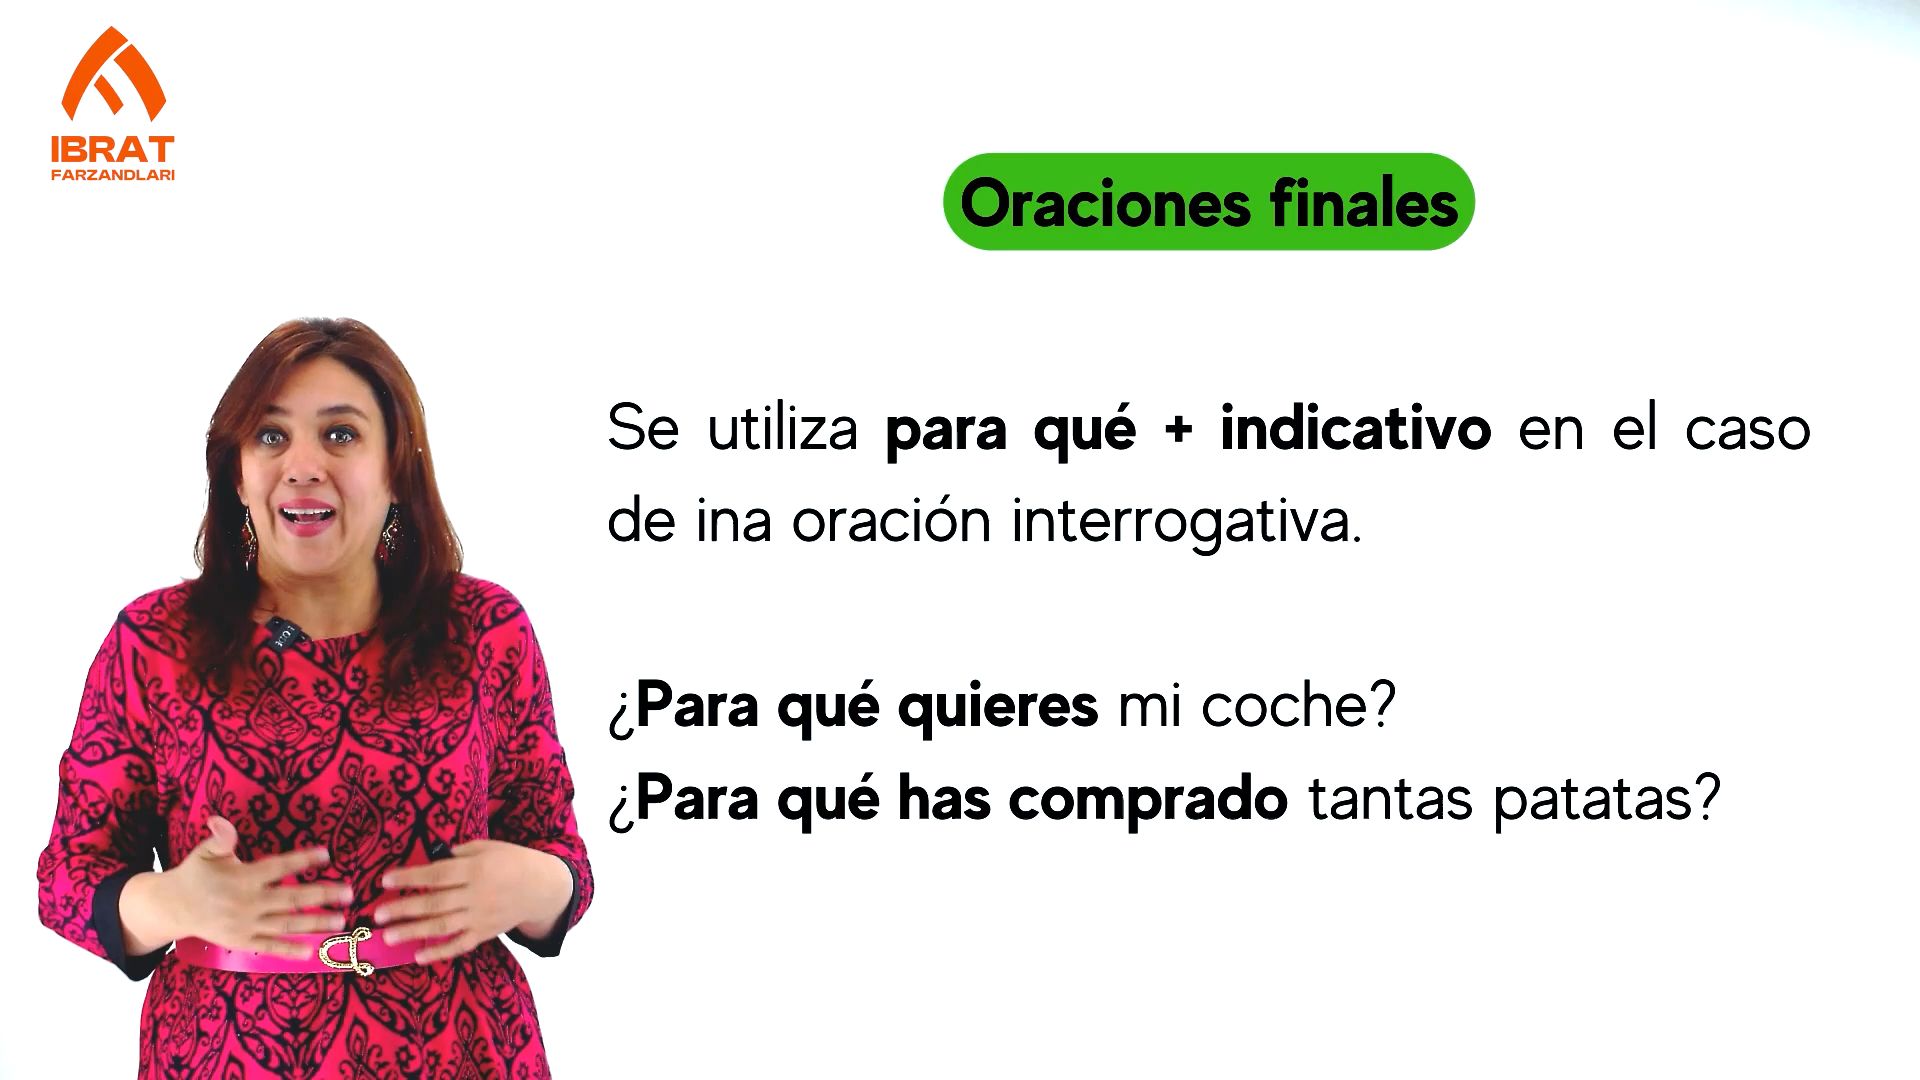 IBRAT
FARZANDLARI
Oraciones finales
Se utiliza para qué + indicativo en el caso
de ina oración interrogativa.
¿Para qué quieres mi coche?
¿Para qué has comprado tantas patatas?